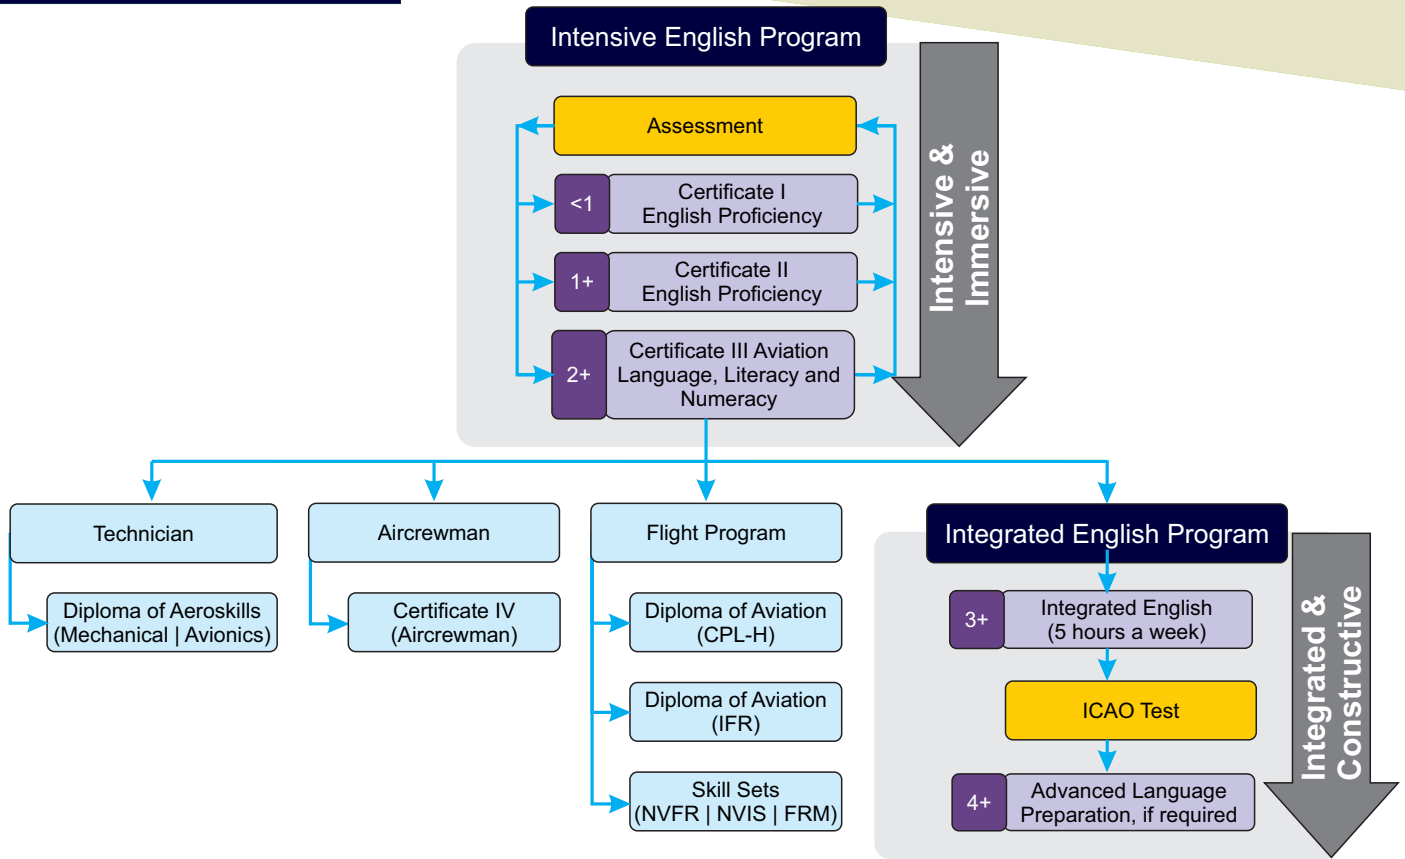 Intensive English Program
Assessment
<1
Certificate I
English Proficiency
1+
Certificate II
English Proficiency
2+
Certificate III Aviation
Language, Literacy and
Numeracy
Intensive &
Immersive
Technician
Diploma of Aeroskills
(Mechanical | Avionics)
Aircrewman
Certificate IV
(Aircrewman)
Flight Program
Diploma of Aviation
(CPL-H)
Diploma of Aviation
(IFR)
Skill Sets
(NVFR | NVIS | FRM)
Integrated English Program
3+
Integrated English
(5 hours a week)
ICAO Test
4+
Advanced Language
Preparation, if required
Integrated &
Constructive